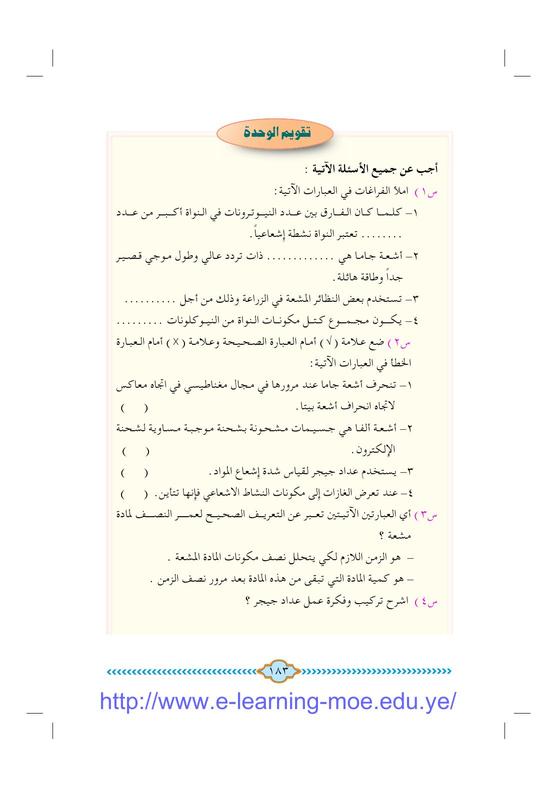 تقويم الوحدة
أجب عن جميع الأسئلة الآتية :
س١ ) املأ الفراغات في العبارات الآتية :
١– كلما كان الفارق بين عدد النيوترونات في النواة أكبر من عدد
........ تعتبر النواة نشطة إشعاعياً.
٢– أشعة جاما هي ............. ذات تردد عالي وطول موجي قصير
جداً وطاقة هائلة.
٣– تستخدم بعض النظائر المشعة في الزراعة وذلك من أجل ..........
٤– يكون مجموع كتل مكونات النواة من النيوكلونات .........
س٢ ) ضع علامة ( √ ) أمام العبارة الصحيحة وعلامة ( X ) أمام العبارة
الخطأ في العبارات الآتية :
١– تنحرف أشعة جاما عند مرورها في مجال مغناطيسي في اتجاه معاكس
لاتجاه انحراف أشعة بيتا. ( )
٢– أشعة ألفا هي جسيمات مشحونة بشحنة موجبة مساوية لشحنة
الإلكترون. ( )
٣– يستخدم عداد جيجر لقياس شدة إشعاع المواد. ( )
٤– عند تعرض الغازات إلى مكونات النشاط الاشعاعي فإنها تتأين. ( )
س٣ ) أي العبارتين الآتيتين تعبر عن التعريف الصحيح لعمر النصف لمادة
مشعة ؟
– هو الزمن اللازم لكي يتحلل نصف مكونات المادة المشعة .
– هو كمية المادة التي تبقى من هذه المادة بعد مرور نصف الزمن .
س٤ ) اشرح تركيب وفكرة عمل عداد جيجر ؟
١٨٣
http://www.e-learning-moe.edu.ye/